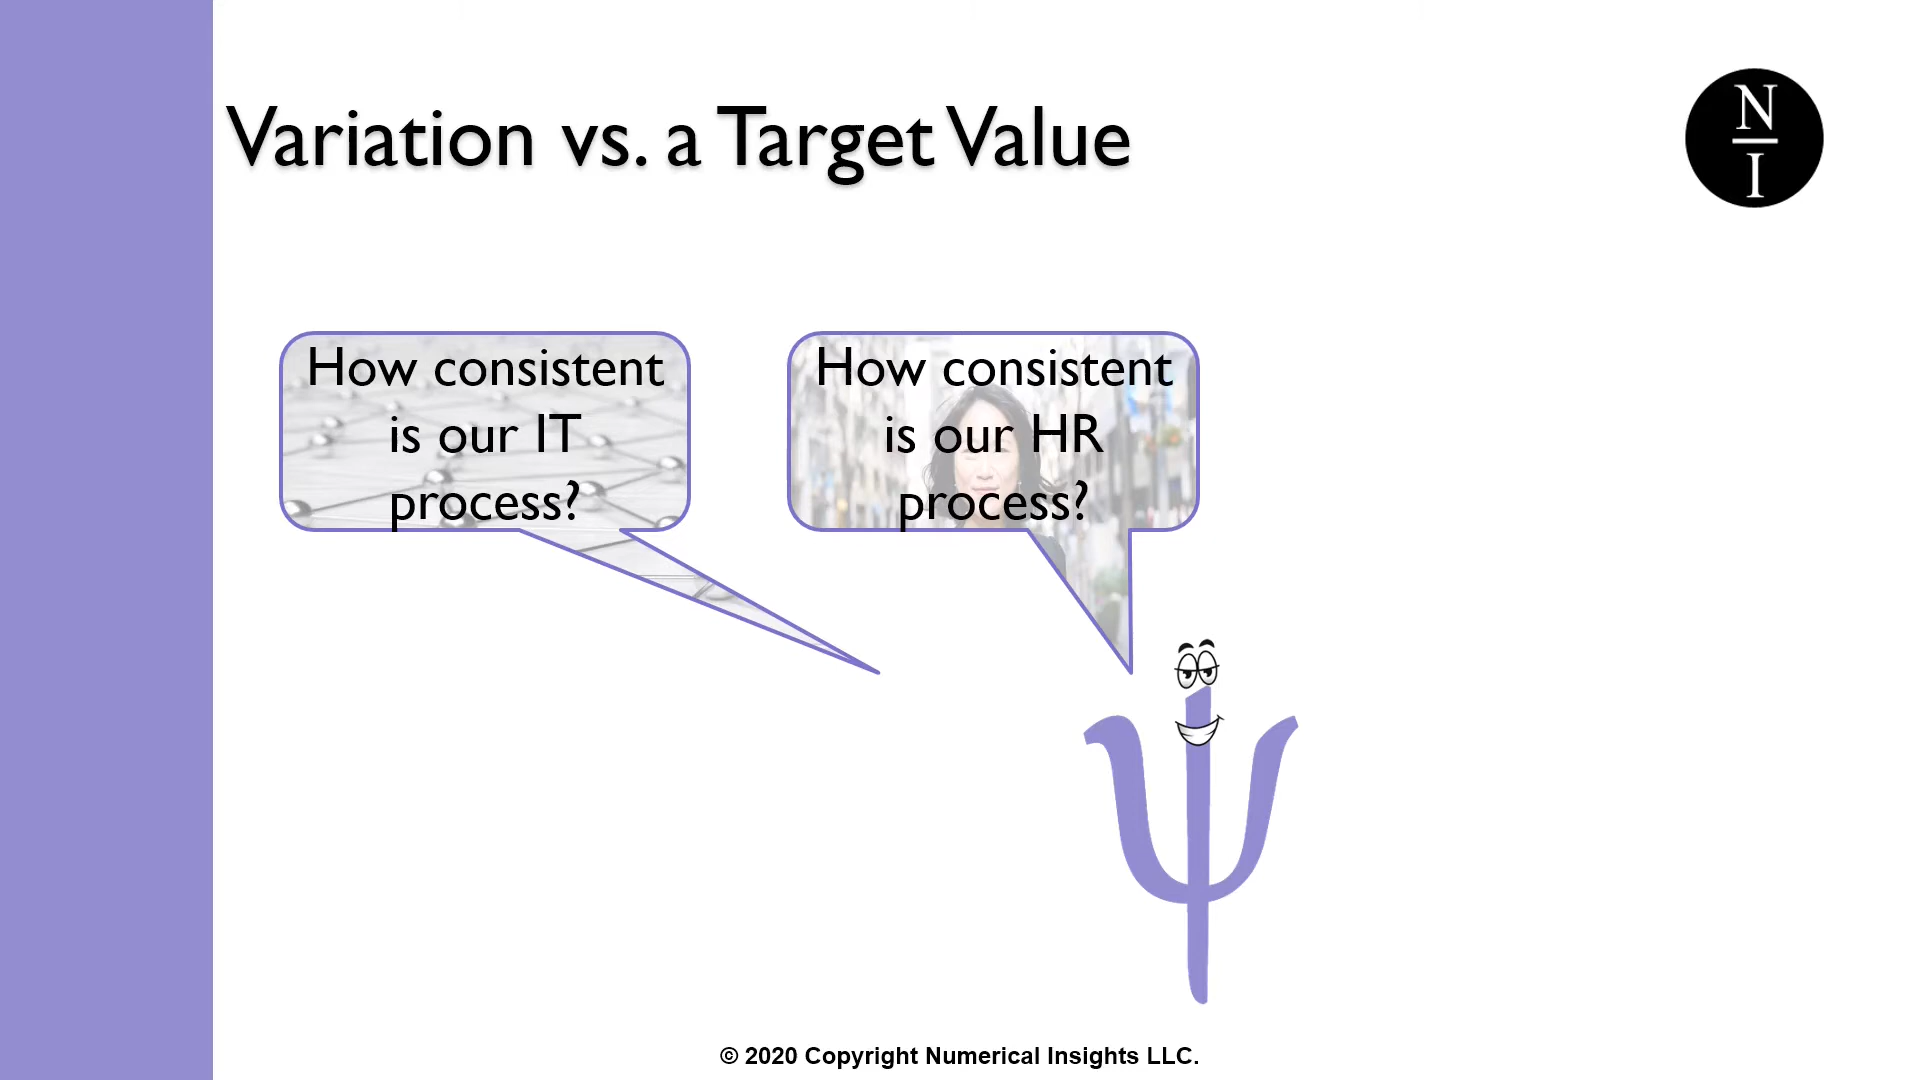 Variation vs. a Target Value
N
I
How consistent
is our IT
process?
How consistent
is our HR
process?
© 2020 Copyright Numerical Insights LLC.